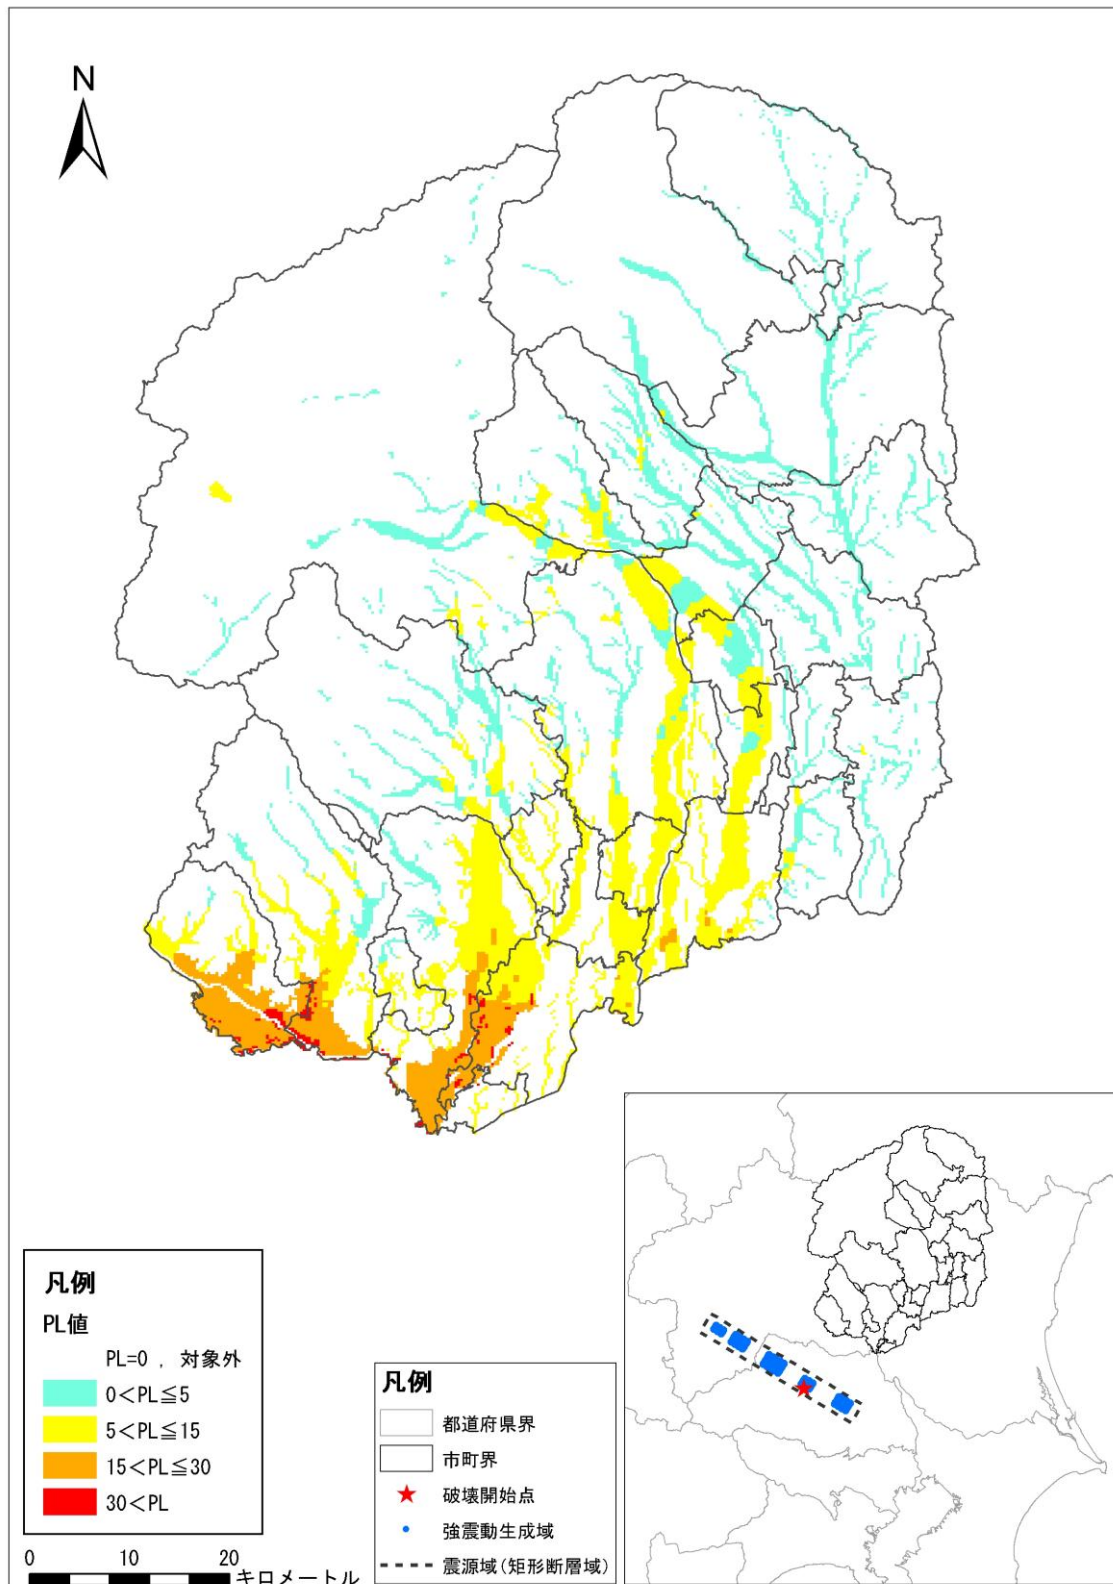 N
凡例
PL値
PL=0 , 対象外
0<PL≦5
5<PL≦15
15<PL≦30
30<PL
0 10 20
キロメートル
凡例
都道府県界
市町界
破壊開始点
強震動生成域
震源域(矩形断層域)